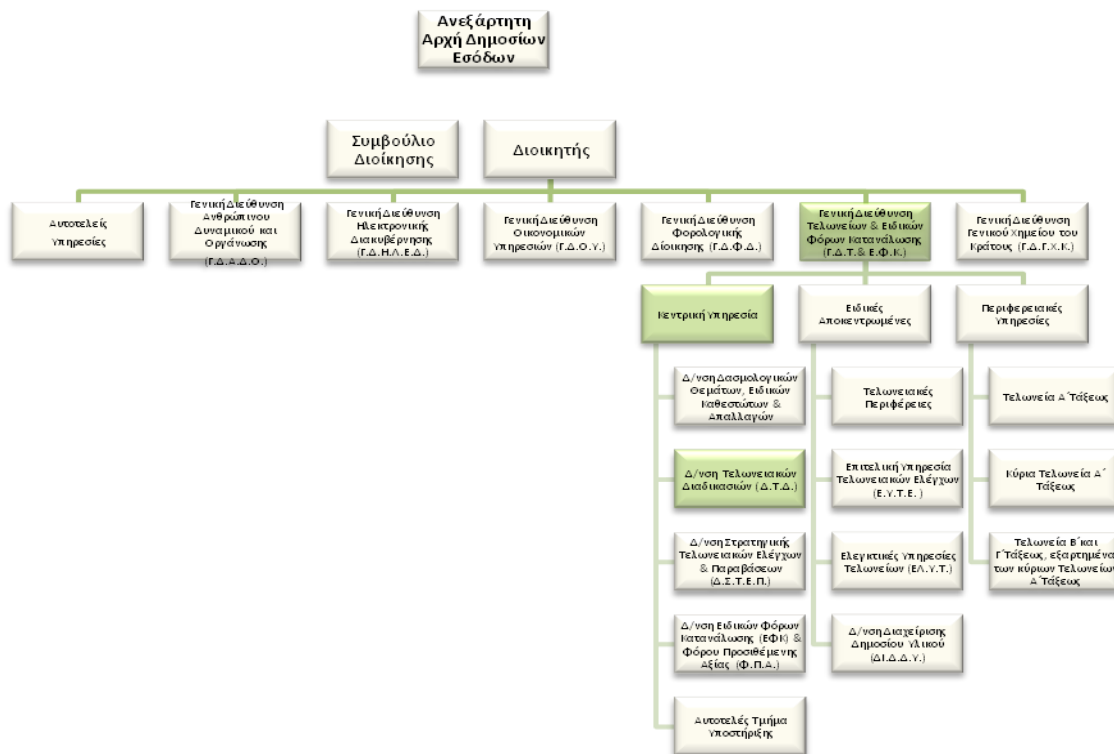 Ανεξάρτητη
Αρχή Δημοσίων
Εσόδων
Συμβούλιο
Διοίκησης
Διοικητής
Αυτοτελείς
Υπηρεσίες
Γενική Διεύθυνση
Ανθρώπινου
Δυναμικού και
Οργάνωσης
(Γ.Δ.Α.Δ.Ο.)
Γενική Διεύθυνση
Ηλεκτρονικής
Διακυβέρνησης
(Γ.Δ.Η.Λ.Ε.Δ.)
Γενική Διεύθυνση
Οικονομικών
Υπηρεσιών (Γ.Δ.Ο.Υ.)
Γενική Διεύθυνση
Φορολογικής
Διοίκησης (Γ.Δ.Φ.Δ.)
Γενική Διεύθυνση
Τελωνείων & Ειδικών
Φόρων Κατανάλωσης
(Γ.Δ.Τ.& Ε.Φ.Κ.)
Γενική Διεύθυνση
Γενικού Χημείου του
Κράτους (Γ.Δ.Γ.Χ.Κ.)
Κεντρική Υπηρεσία
Ειδικές
Αποκεντρωμένες
Περιφερειακές
Υπηρεσίες
Δ/νση Δασμολογικών
Θεμάτων, Ειδικών
Καθεστώτων &
Απαλλαγών
Τελωνειακές
Περιφέρειες
Τελωνεία Α΄Τάξεως
Δ/νση Τελωνειακών
Διαδικασιών (Δ.Τ.Δ.)
Επιτελική Υπηρεσία
Τελωνειακών Ελέγχων
(Ε.Υ.Τ.Ε.)
Κύρια Τελωνεία Α΄
Τάξεως
Δ/νση Στρατηγικής
Τελωνειακών Ελέγχων
& Παραβάσεων
(Δ.Σ.Τ.Ε.Π.)
Ελεγκτικές Υπηρεσίες
Τελωνείων (ΕΛ.Υ.Τ.)
Τελωνεία Β΄και
Γ΄Τάξεως, εξαρτημένα
των κύριων Τελωνείων
Α΄Τάξεως
Δ/νση Ειδικών Φόρων
Κατανάλωσης (ΕΦΚ) &
Φόρου Προσιθέμενης
Αξίας (Φ.Π.Α.)
Δ/νση Διαχείρισης
Δημοσίου Υλικού
(ΔΙ.Δ.Δ.Υ.)
Αυτοτελές Τμήμα
Υποστήριξης